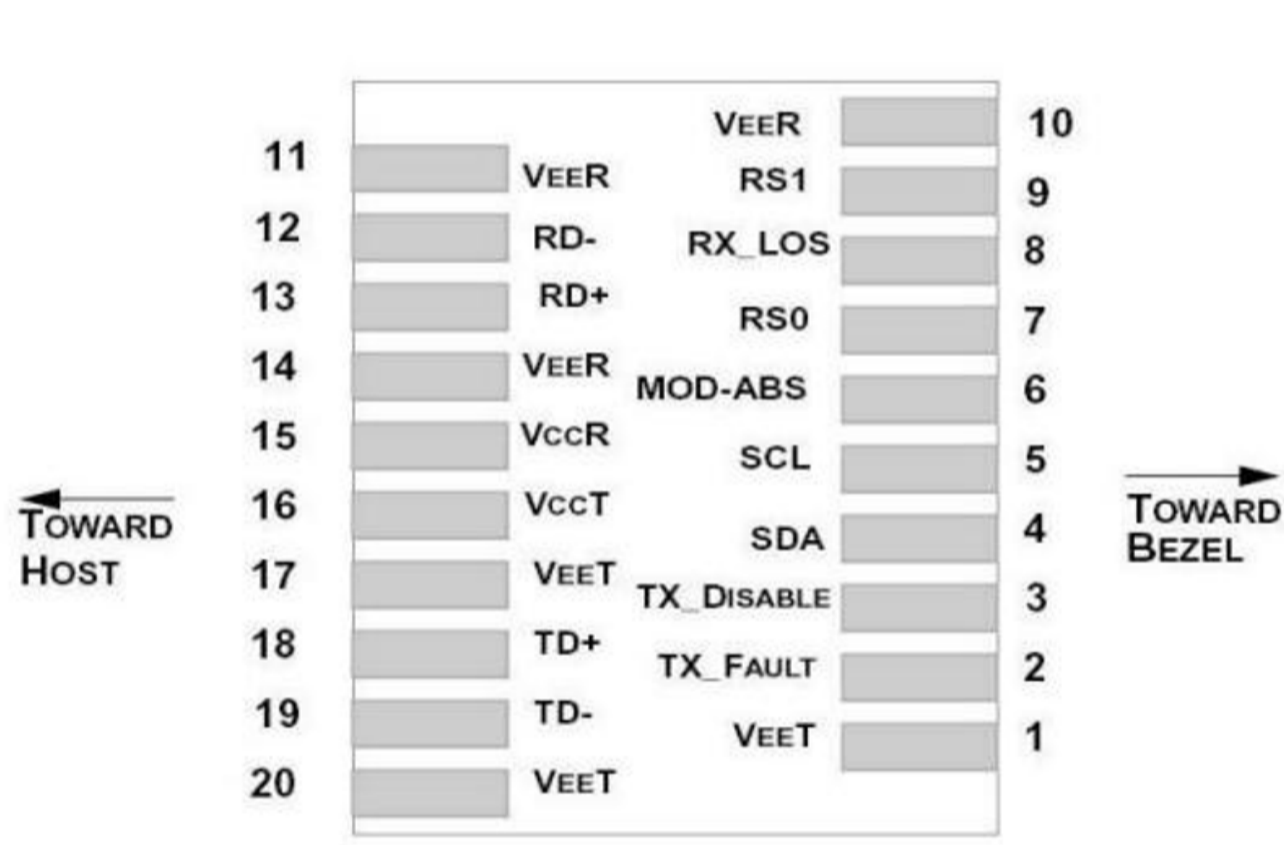 VEER 10
11 VEER
RS1 9
12 RD-
RX_LOS 8
13 RD+
RS0 7
14 VEER
MOD-ABS 6
15 VCCR
SCL 5
16 VCCT
SDA 4
17 VEET
TX_DISABLE 3
18 TD+
TX_FAULT 2
19 TD-
VEET 1
20 VEET
TOWARD
HOST
TOWARD
BEZEL